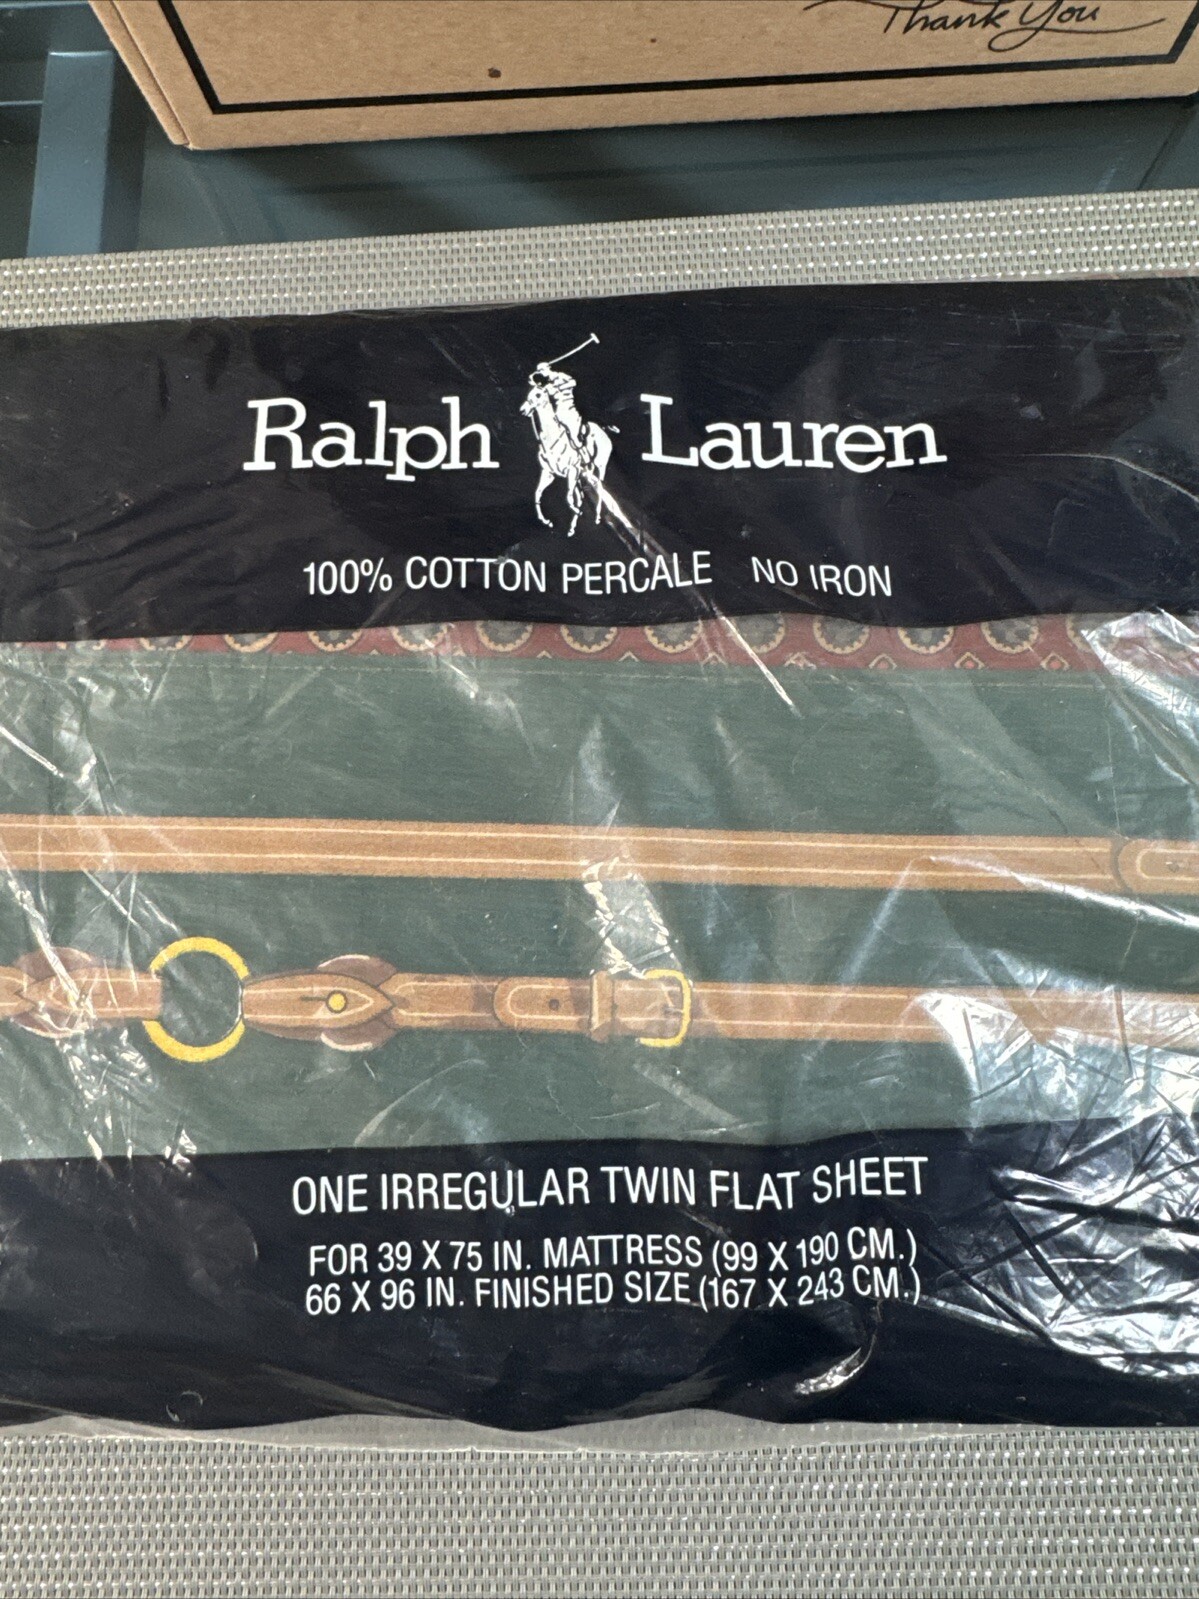 Thank You
Ralph Lauren
100% COTTON PERCALE NO IRON
ONE IRREGULAR TWIN FLAT SHEET
FOR 39 X 75 IN. MATTRESS (99 X 190 CM.)
66 X 96 IN. FINISHED SIZE (167 X 243 CM.)